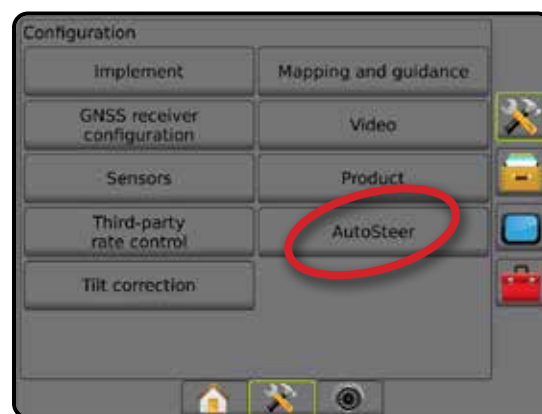 Configuration
Implement
Mapping and guidance
GNSS receiver
configuration
Video
Sensors
Product
Third-party
rate control
AutoSteer
Tilt correction